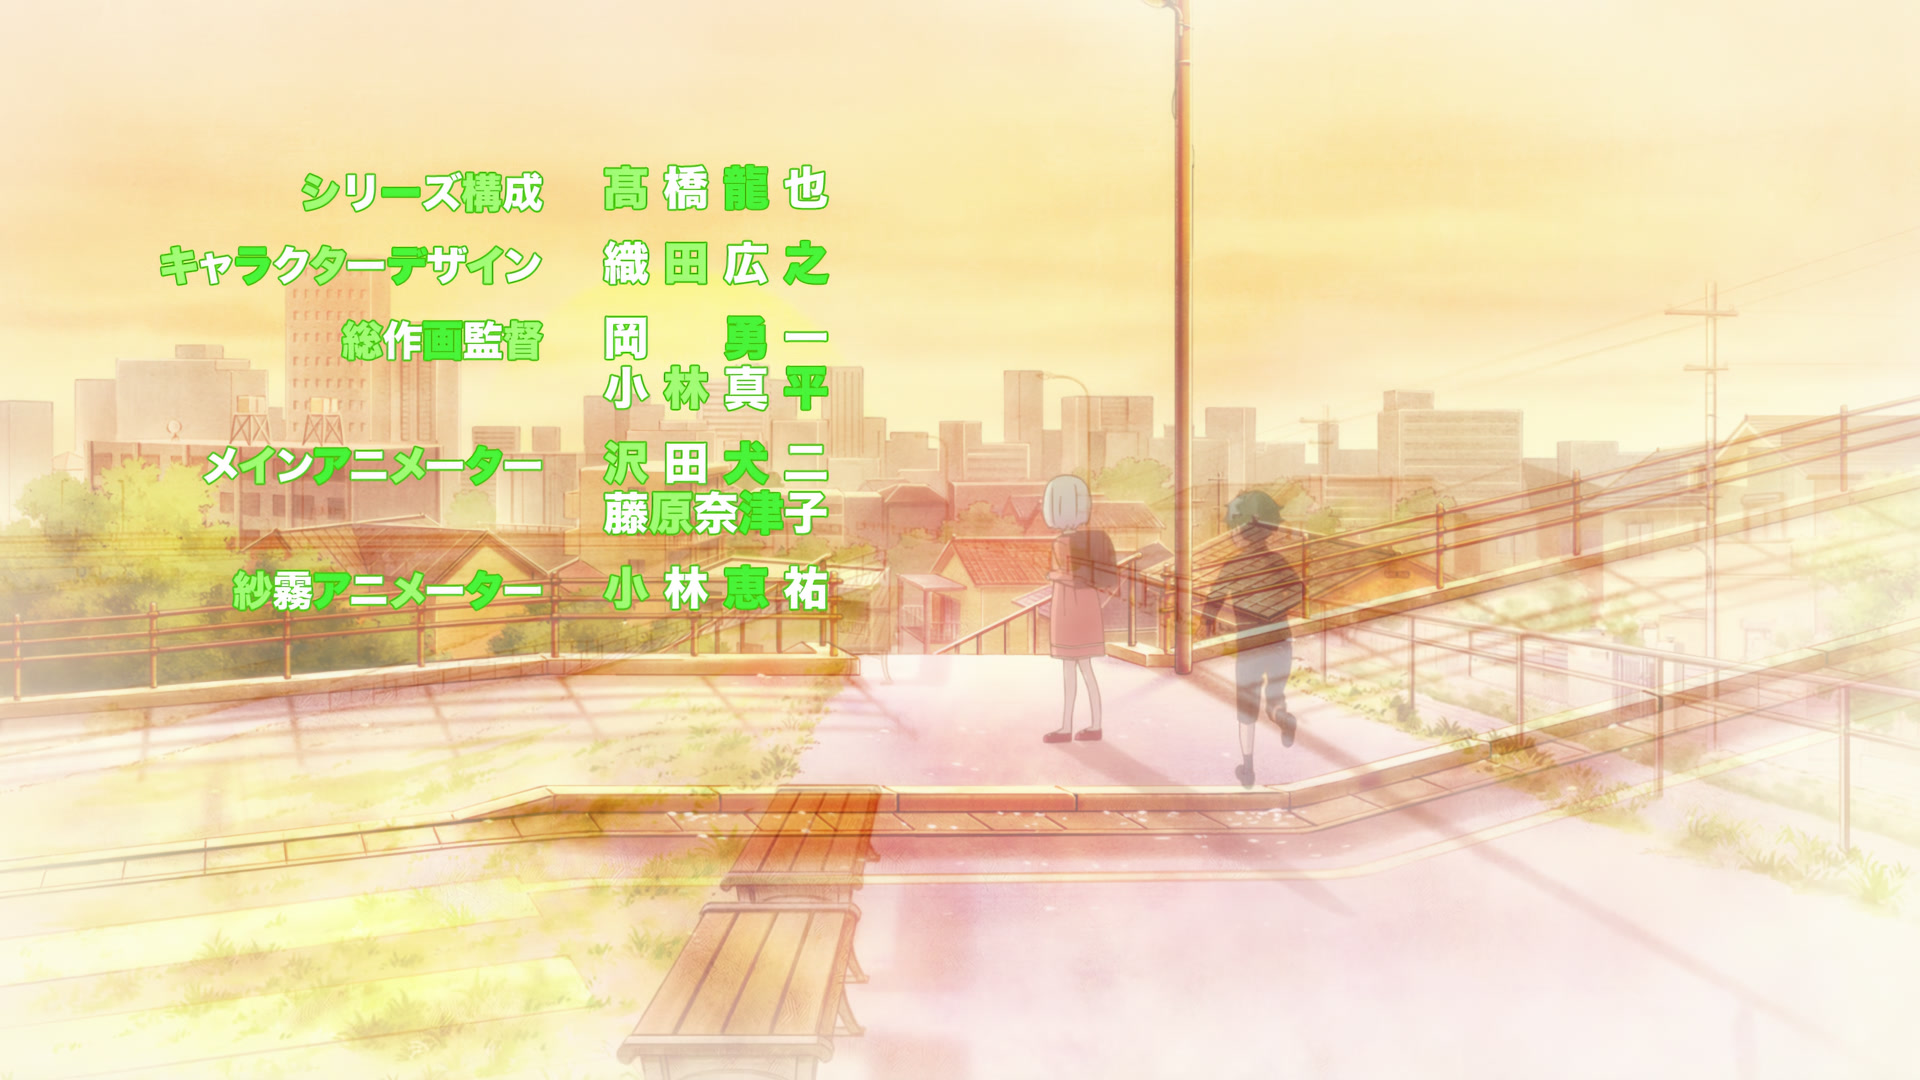 シリーズ構成 髙橋龍也
キャラクターデザイン 織田広之
総作画監督 岡勇一
小林真平
メインアニメーター 沢田犬二
藤原奈津子
紗霧アニメーター 小林恵祐